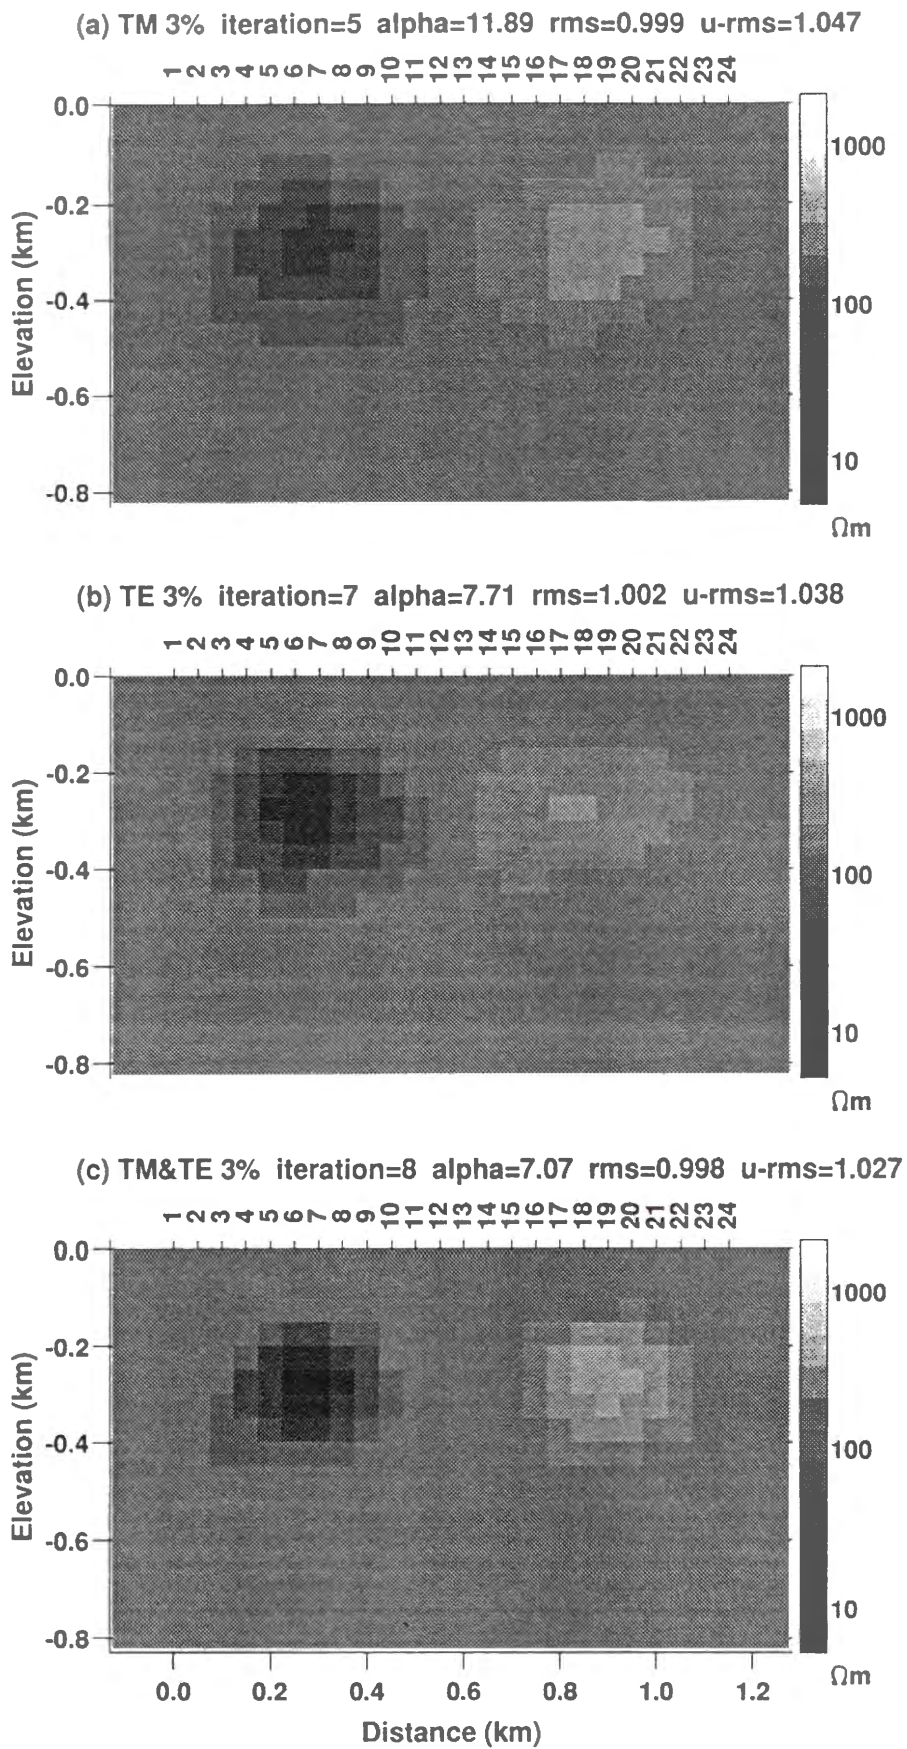 (a) TM 3% iteration=5 alpha=11.89 rms=0.999 u-rms=1.047
1 2 3 4 5 6 7 8 9 10 11 12 13 14 15 16 17 18 19 20 21 22 23 24
0.0
-0.2
-0.4
-0.6
-0.8
Elevation (km)
1000
100
10
Ωm
(b) TE 3% iteration=7 alpha=7.71 rms=1.002 u-rms=1.038
1 2 3 4 5 6 7 8 9 10 11 12 13 14 15 16 17 18 19 20 21 22 23 24
0.0
-0.2
-0.4
-0.6
-0.8
Elevation (km)
1000
100
10
Ωm
(c) TM&TE 3% iteration=8 alpha=7.07 rms=0.998 u-rms=1.027
1 2 3 4 5 6 7 8 9 10 11 12 13 14 15 16 17 18 19 20 21 22 23 24
0.0
-0.2
-0.4
-0.6
-0.8
Elevation (km)
1000
100
10
Ωm
0.0 0.2 0.4 0.6 0.8 1.0 1.2
Distance (km)